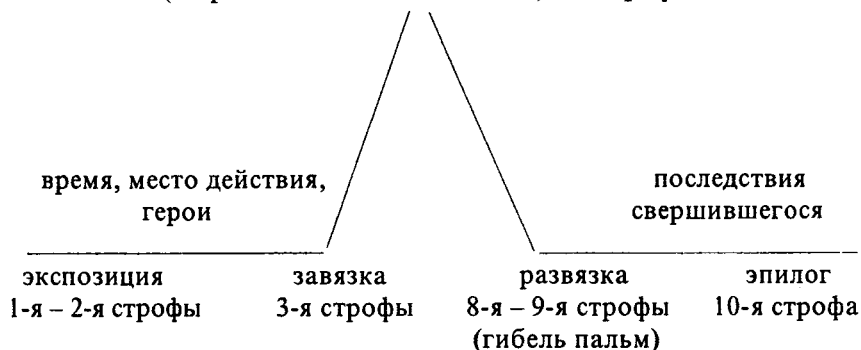 время, место действия,
герои
последствия
свершившегося
экспозиция
1-я – 2-я строфы
завязка
3-я строфы
развязка
8-я – 9-я строфы
(гибель пальм)
эпилог
10-я строфа